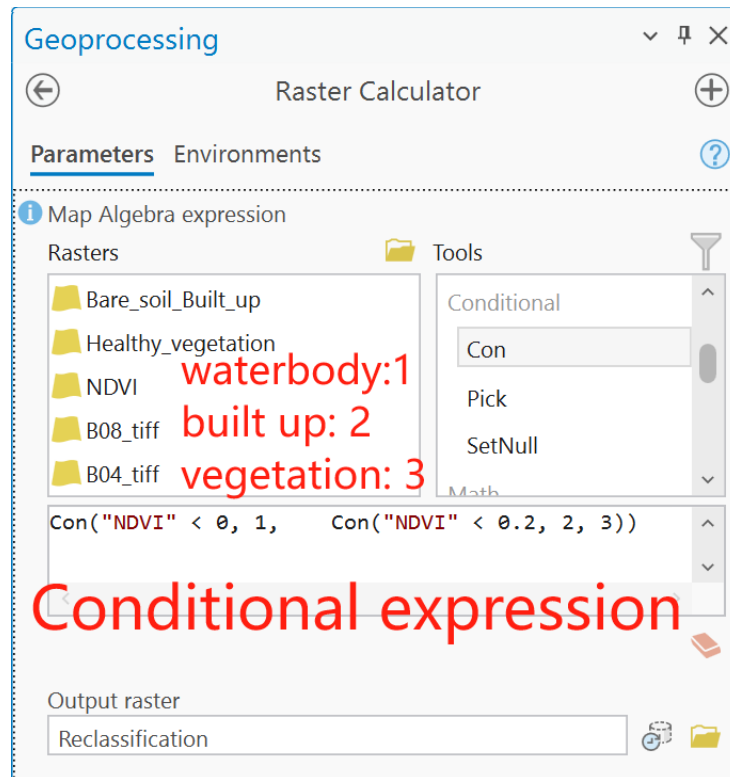 Geoprocessing
Raster Calculator
Parameters Environments
Map Algebra expression
Rasters
Tools
Bare_soil_Built_up
Healthy_vegetation
NDVI
B08_tiff
B04_tiff
waterbody:1
built up: 2
vegetation: 3
Conditional
Con
Pick
SetNull
Math
Con("NDVI" < 0, 1, Con("NDVI" < 0.2, 2, 3))
Conditional expression
Output raster
Reclassification